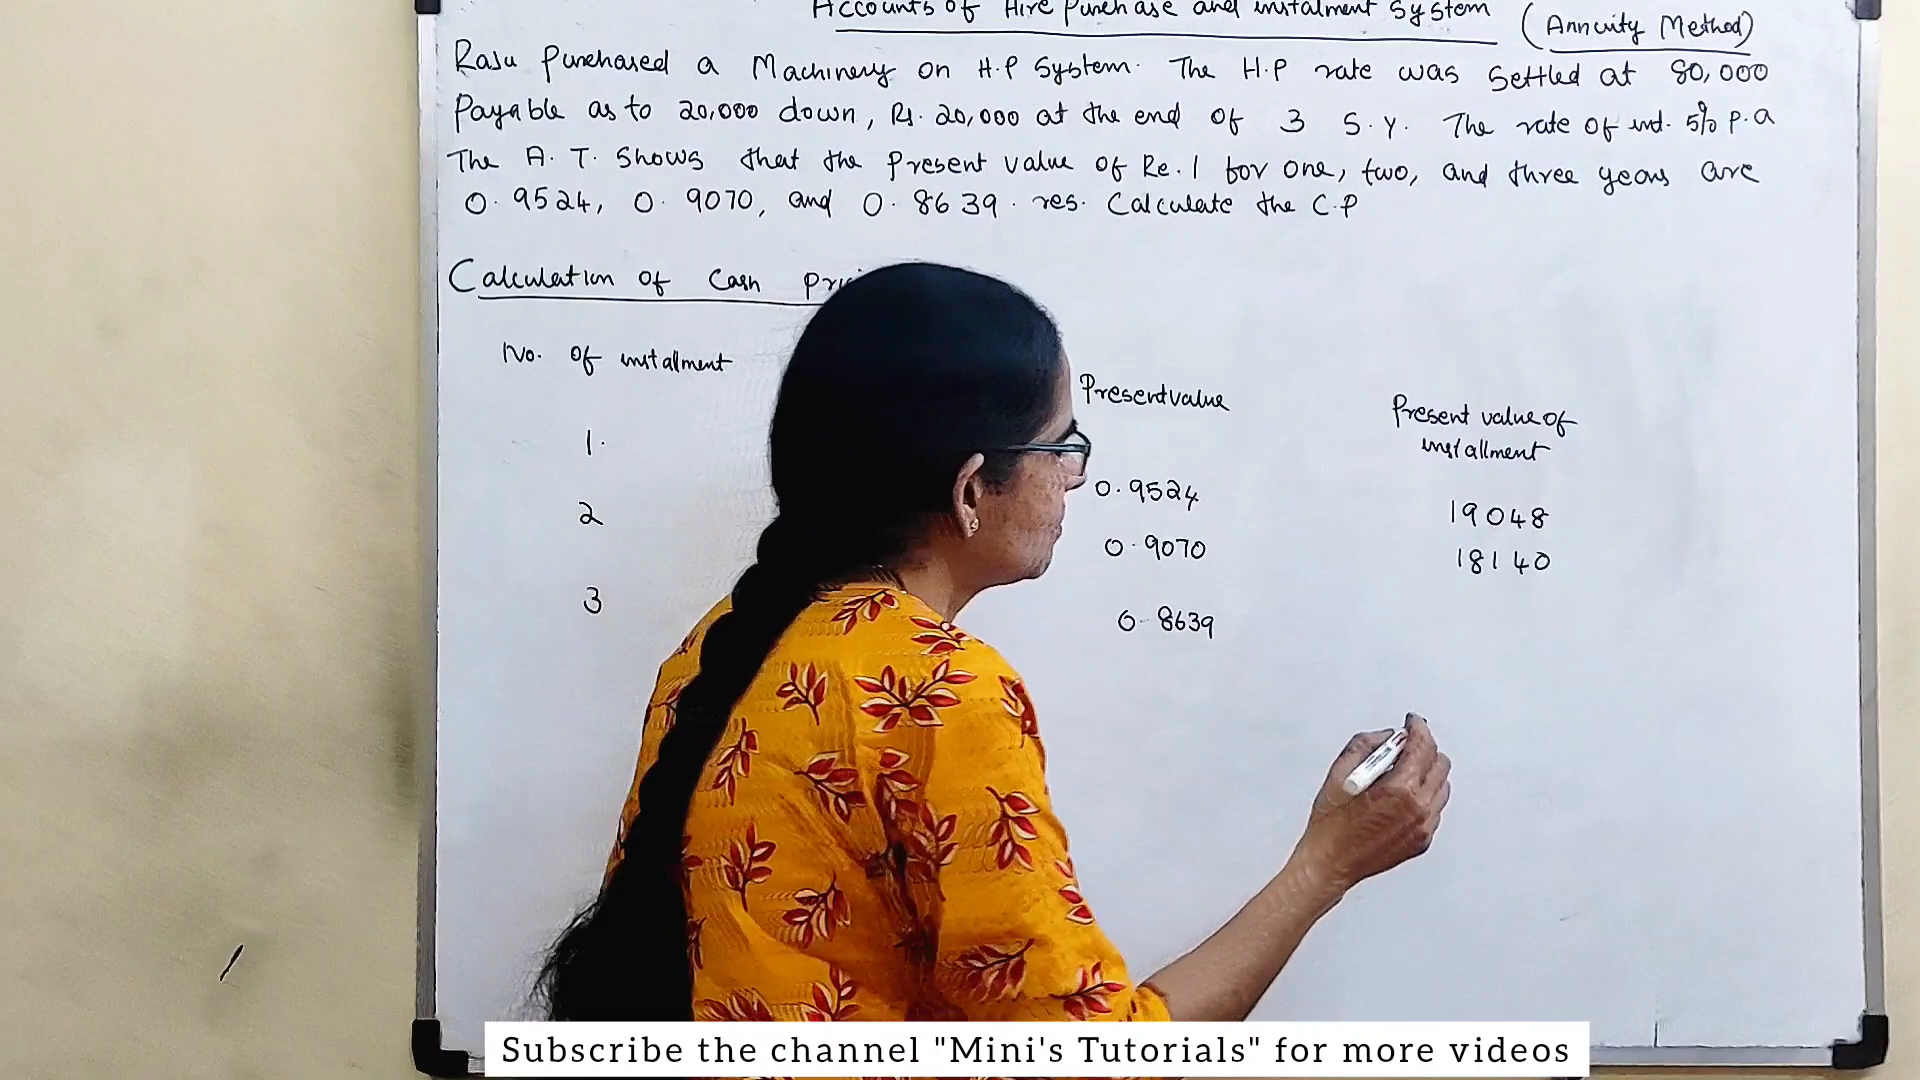 Accounts of Hire Purchase and instalment System (Annuity Method)
Raju Purchased a Machinery on H.P System. The H.P rate was Settled at 80,000
Payable as to 20,000 down, Rs. 20,000 at the end of 3 S.Y. The rate of int. 5% p.a
The A.T. Shows that the Present value of Re.1 for one, two, and three years are
0.9524, 0.9070, and 0.8639. res. Calculate the C.P
Calculation of Cash
No. of instalment
Present value
Present value of
installment
1.
0.9524
19048
2
0.9070
18140
3
0.8639
Subscribe the channel "Mini's Tutorials" for more videos